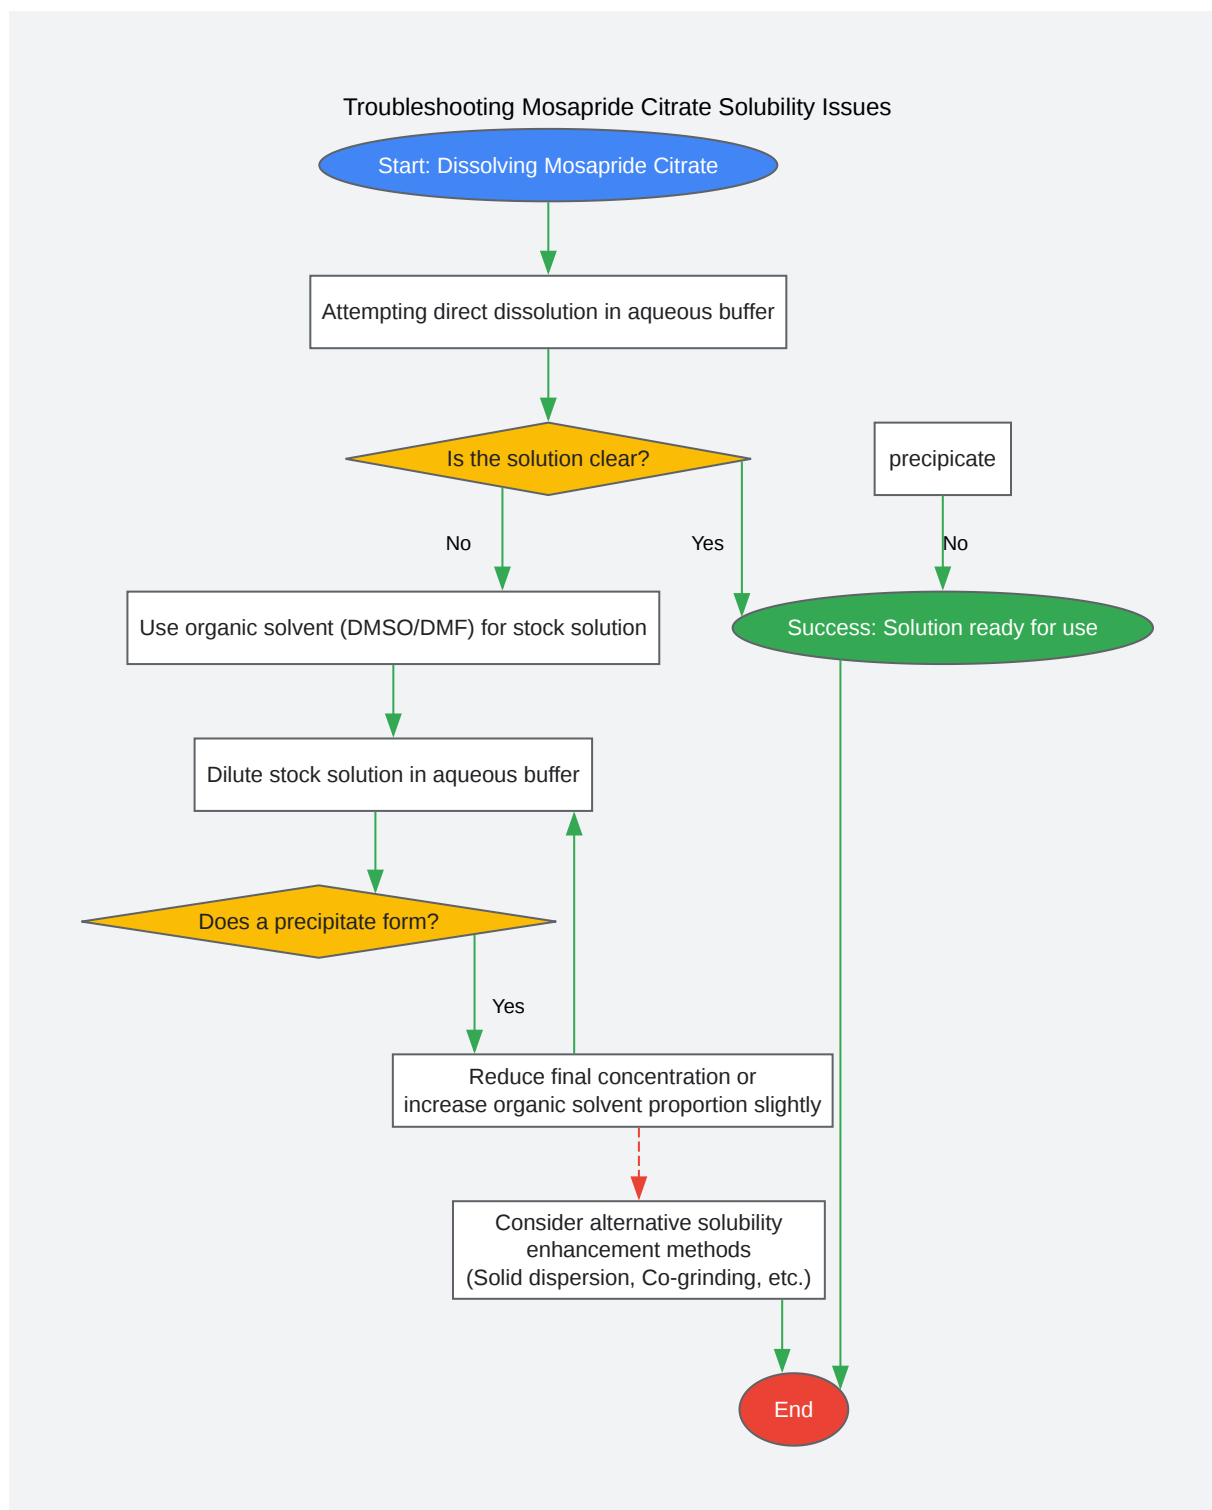 Troubleshooting Mosapride Citrate Solubility Issues
Start: Dissolving Mosapride Citrate
Attempting direct dissolution in aqueous buffer
Is the solution clear?
precipicate
No
Yes
No
Use organic solvent (DMSO/DMF) for stock solution
Success: Solution ready for use
Dilute stock solution in aqueous buffer
Does a precipitate form?
Yes
Reduce final concentration or
increase organic solvent proportion slightly
Consider alternative solubility
enhancement methods
(Solid dispersion, Co-grinding, etc.)
End